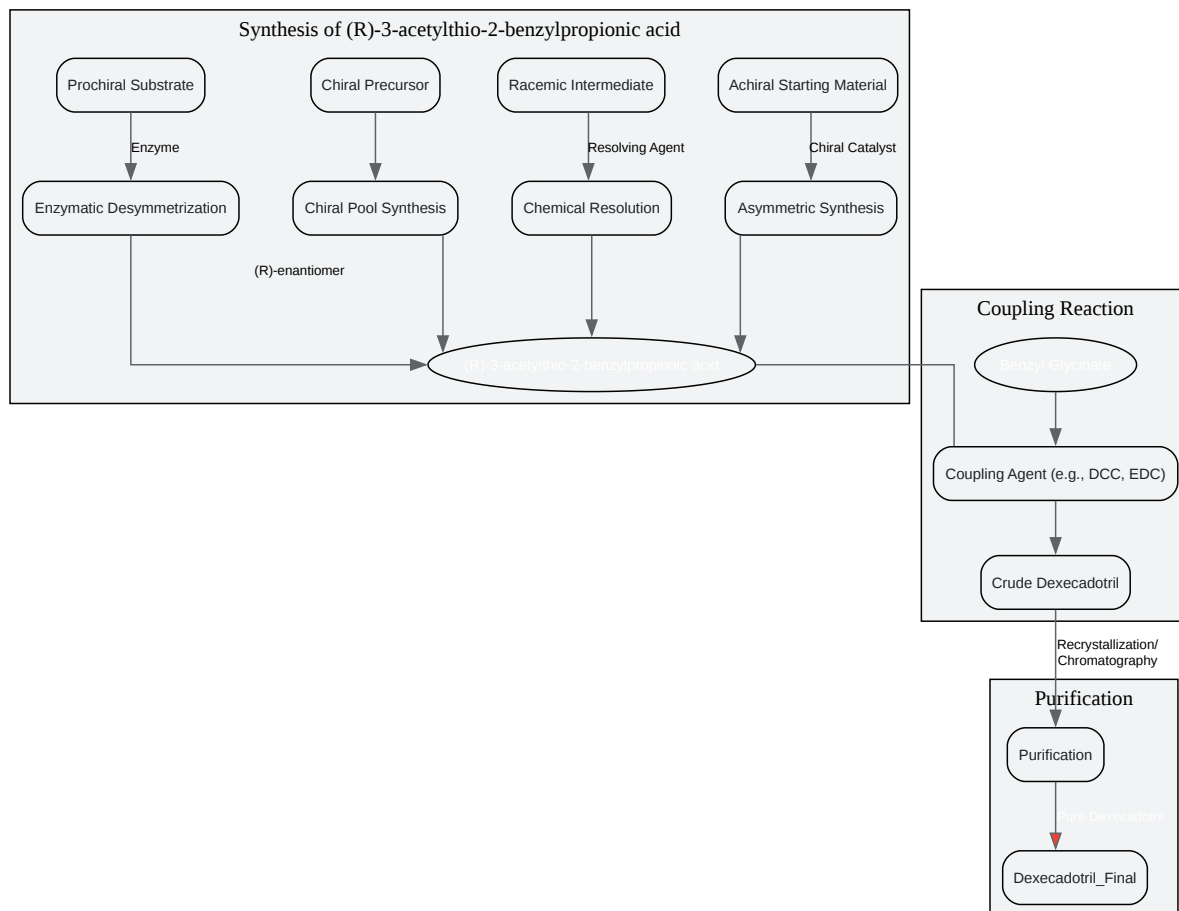 Synthesis of (R)-3-acetylthio-2-benzylpropionic acid
Prochiral Substrate
Chiral Precursor
Racemic Intermediate
Achiral Starting Material
Enzyme
Resolving Agent
Chiral Catalyst
Enzymatic Desymmetrization
Chiral Pool Synthesis
Chemical Resolution
Asymmetric Synthesis
(R)-enantiomer
(R)-3-acetylthio-2-benzylpropionic acid
Coupling Reaction
Benzyl Glycinate
Coupling Agent (e.g., DCC, EDC)
Crude Dexecadotril
Recrystallization/
Chromatography
Purification
Purification
Pure Dexecadotril
Dexecadotril_Final